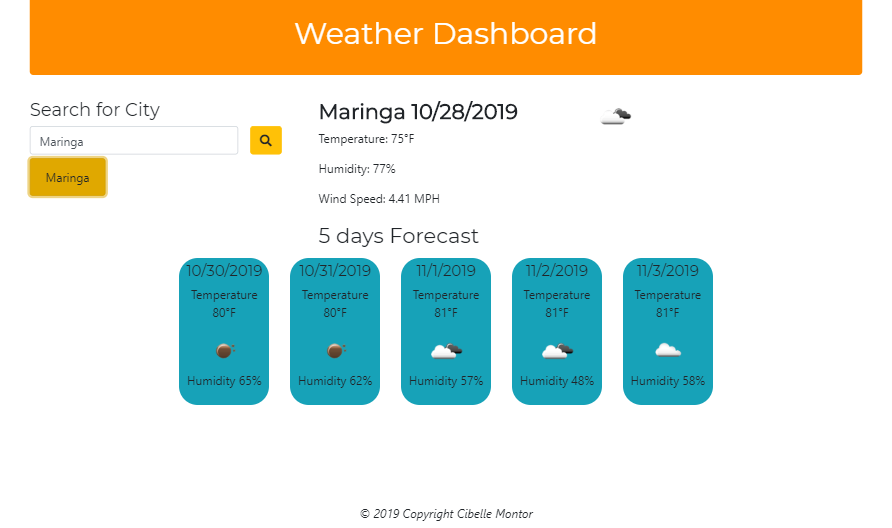 Weather Dashboard
Search for City
Maringa
Maringa
Maringa 10/28/2019
Temperature: 75°F
Humidity: 77%
Wind Speed: 4.41 MPH
5 days Forecast
10/30/2019
Temperature
80°F
Humidity 65%
10/31/2019
Temperature
80°F
Humidity 62%
11/1/2019
Temperature
81°F
Humidity 57%
11/2/2019
Temperature
81°F
Humidity 48%
11/3/2019
Temperature
81°F
Humidity 58%
© 2019 Copyright Cibelle Montor